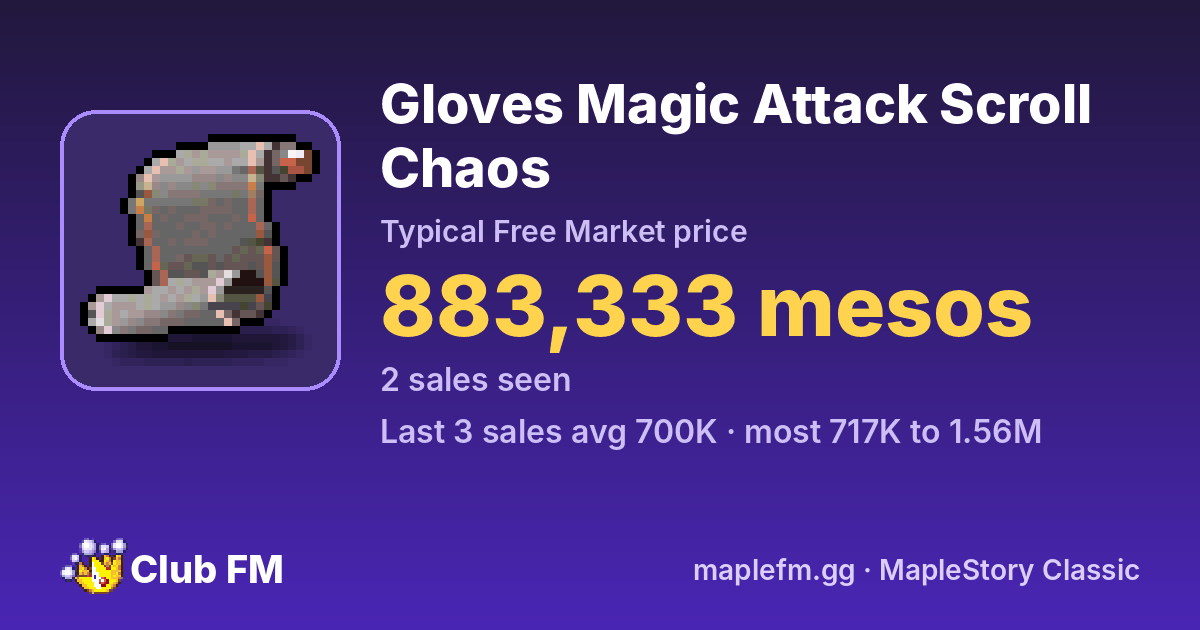 Gloves Magic Attack Scroll
Chaos
Typical Free Market price
883,333 mesos
2 sales seen
Last 3 sales avg 700K · most 717K to 1.56M
Club FM
maplefm.gg · MapleStory Classic